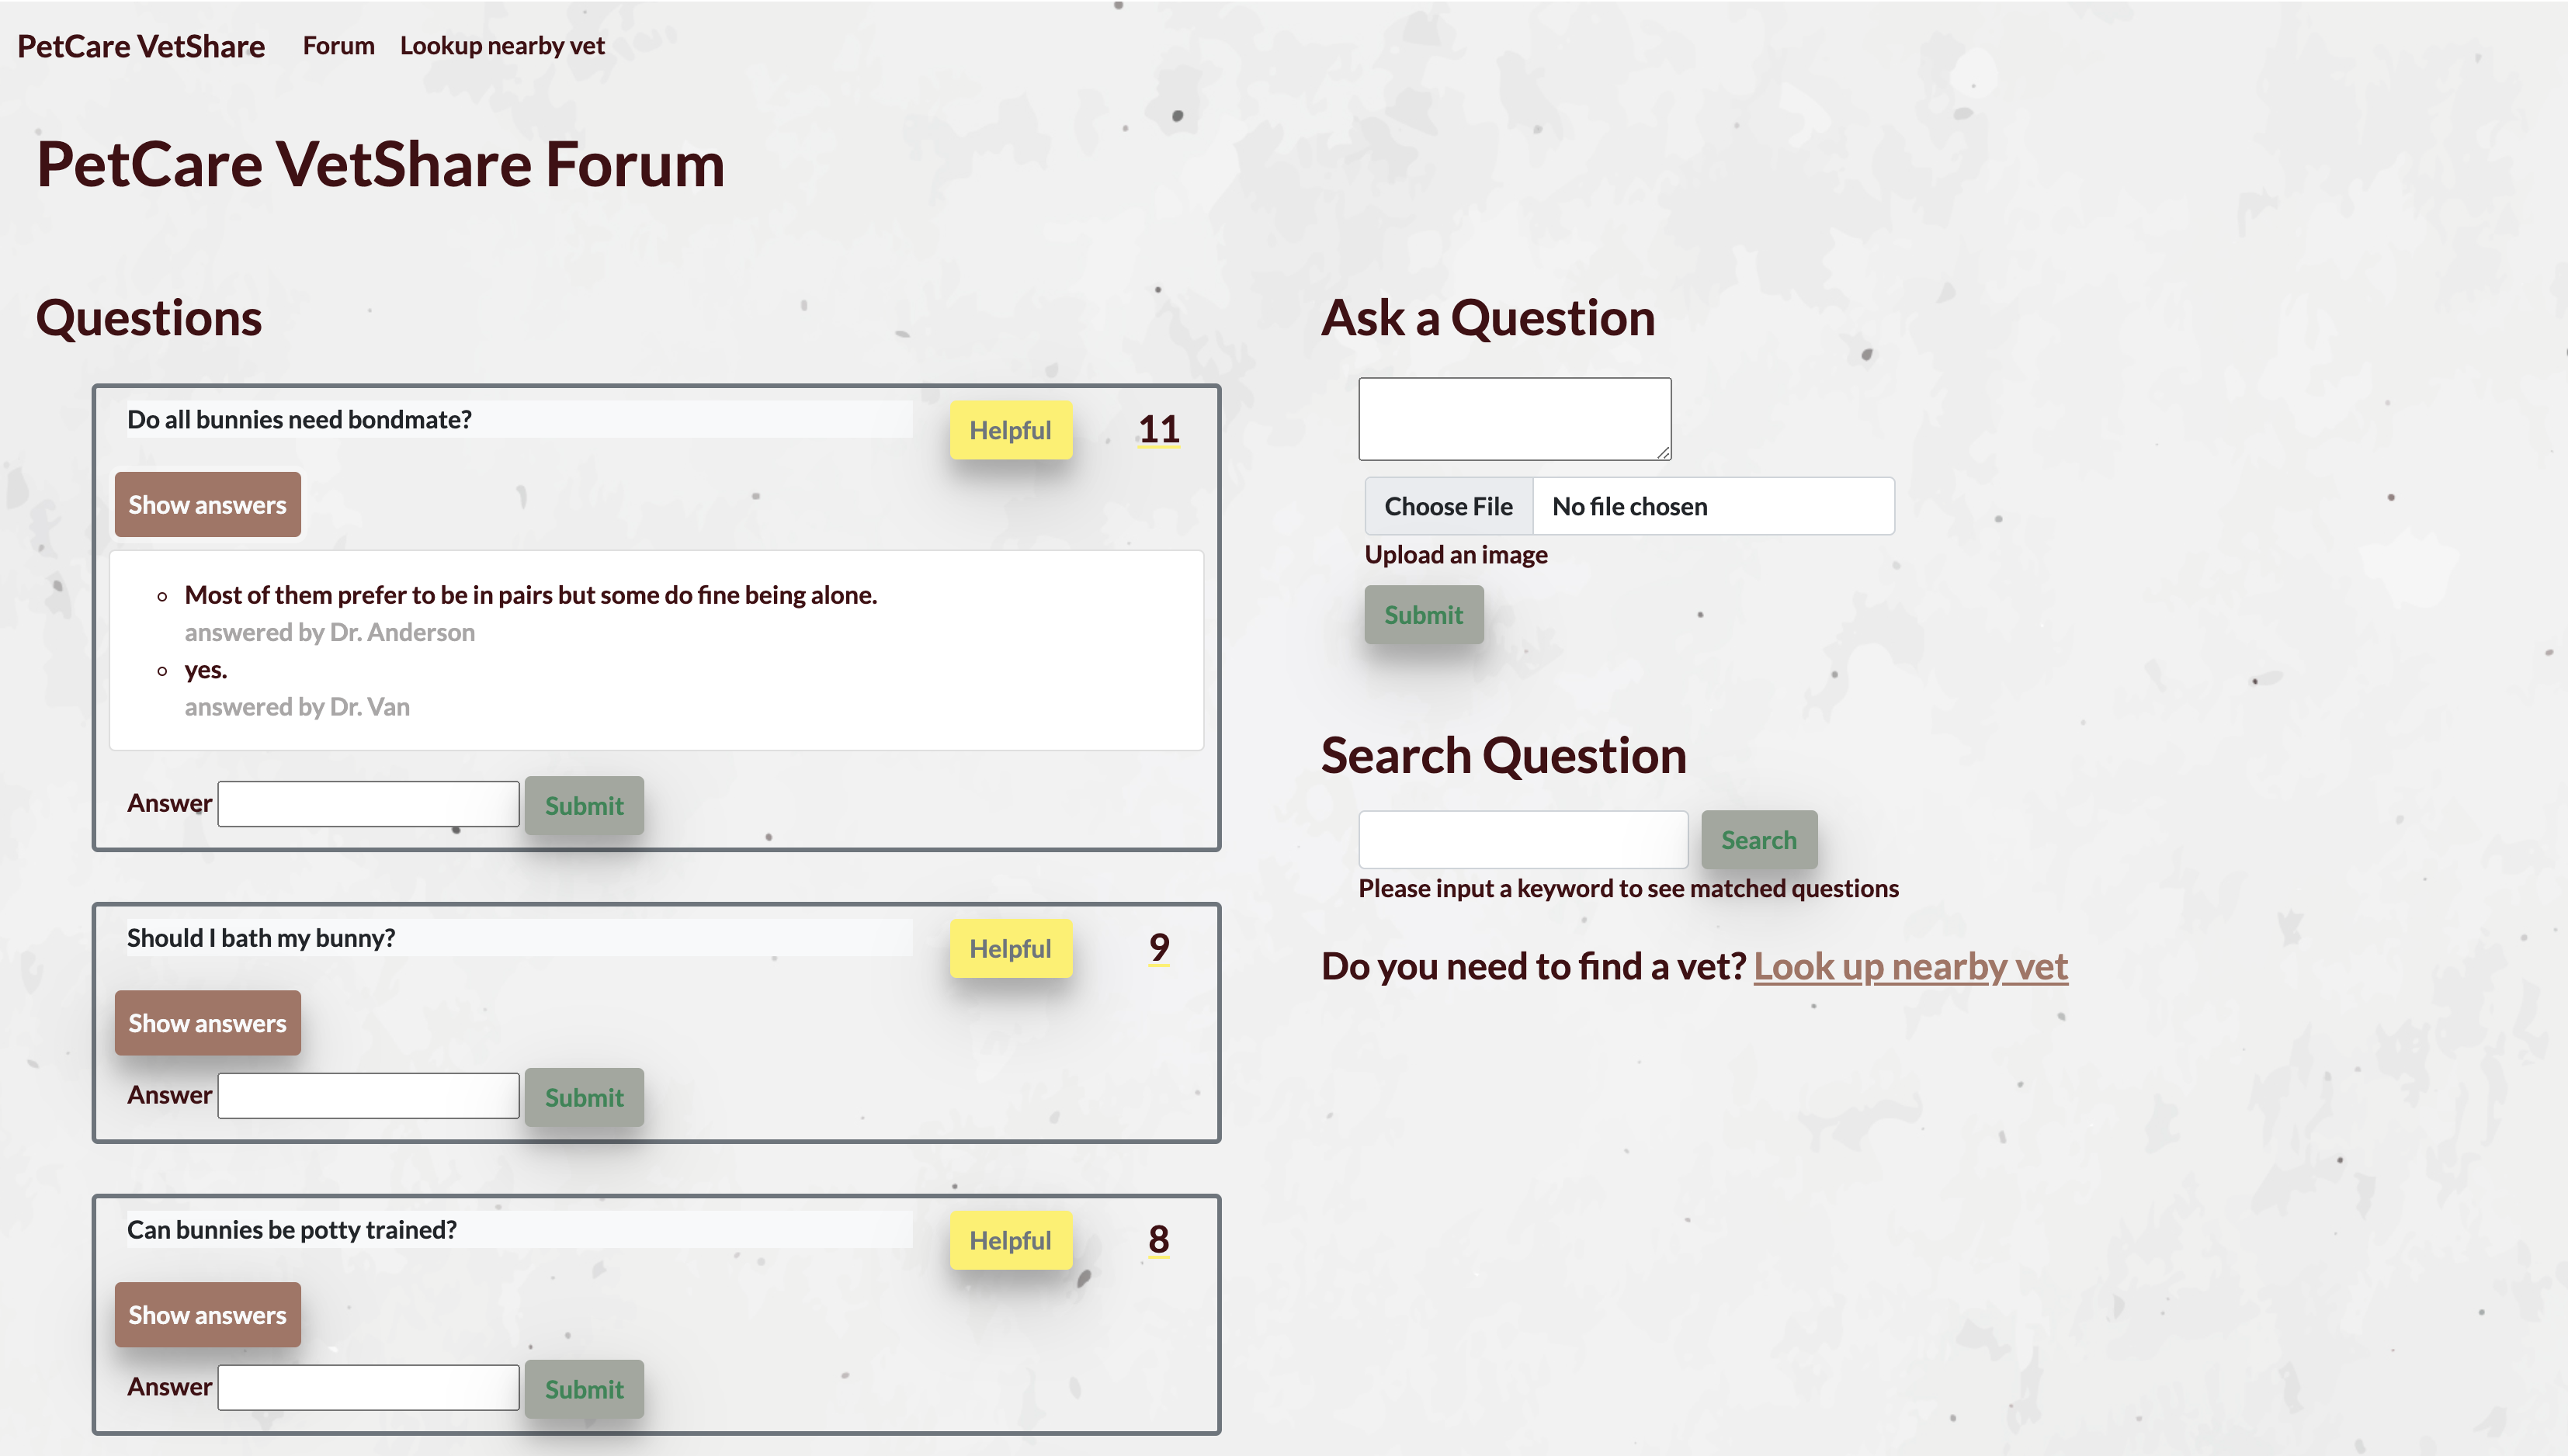 PetCare VetShare Forum Lookup nearby vet
PetCare VetShare Forum
Questions
Do all bunnies need bondmate?
Helpful
11
Show answers
Most of them prefer to be in pairs but some do fine being alone.
answered by Dr. Anderson
yes.
answered by Dr. Van
Answer
Submit
Should I bath my bunny?
Helpful
9
Show answers
Answer
Submit
Can bunnies be potty trained?
Helpful
8
Show answers
Answer
Submit
Ask a Question
Choose File No file chosen
Upload an image
Submit
Search Question
Search
Please input a keyword to see matched questions
Do you need to find a vet? Look up nearby vet